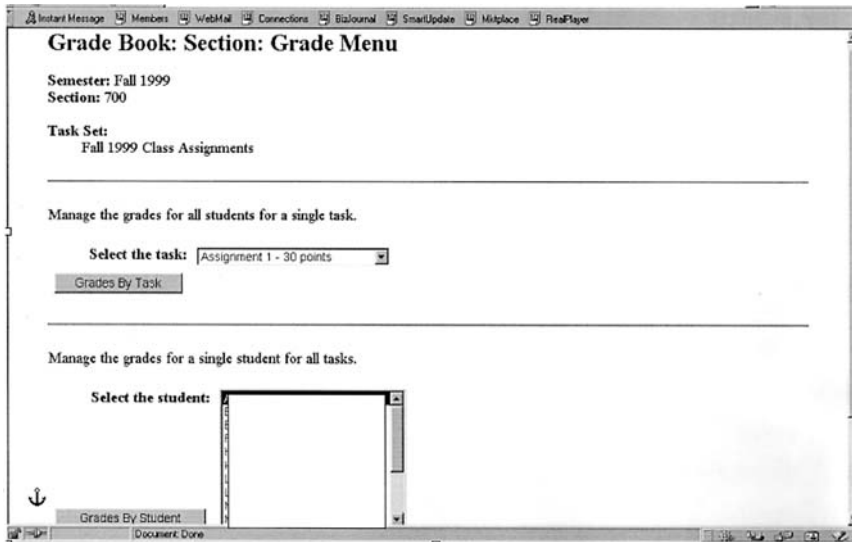 Instant Message Members WebMail Connections BizJournal SmartUpdate Mktplace RealPlayer
Grade Book: Section: Grade Menu
Semester: Fall 1999
Section: 700
Task Set:
Fall 1999 Class Assignments
Manage the grades for all students for a single task.
Select the task: Assignment 1 - 30 points
Grades By Task
Manage the grades for a single student for all tasks.
Select the student:
Grades By Student
Document: Done